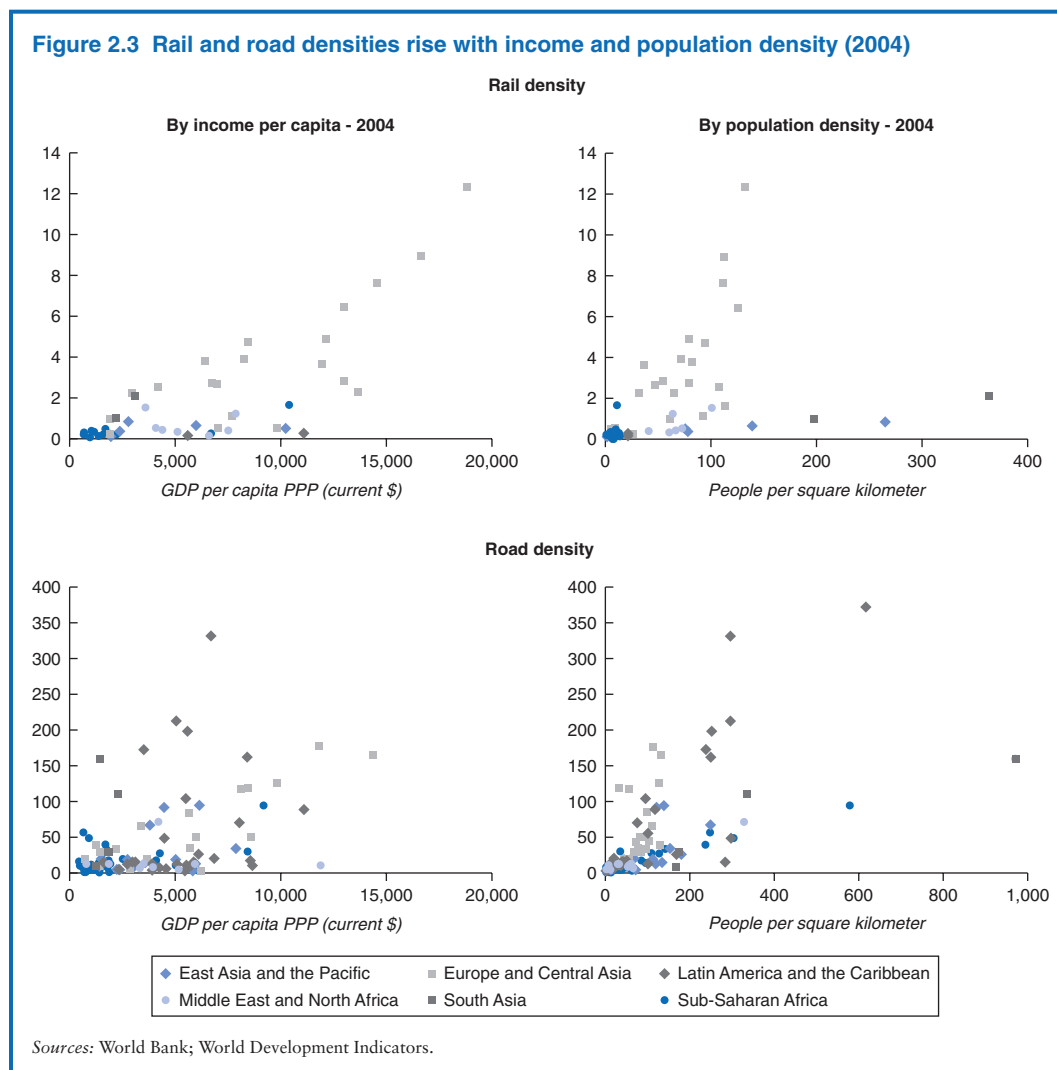 Figure 2.3 Rail and road densities rise with income and population density (2004)
Rail density
By income per capita - 2004
14
12
10
8
6
4
2
0
0 5,000 10,000 15,000 20,000
GDP per capita PPP (current $)
By population density - 2004
14
12
10
8
6
4
2
0
0 100 200 300 400
People per square kilometer
Road density
400
350
300
250
200
150
100
50
0
0 5,000 10,000 15,000 20,000
GDP per capita PPP (current $)
400
350
300
250
200
150
100
50
0
0 200 400 600 800 1,000
People per square kilometer
East Asia and the Pacific Europe and Central Asia Latin America and the Caribbean
Middle East and North Africa South Asia Sub-Saharan Africa
Sources: World Bank; World Development Indicators.